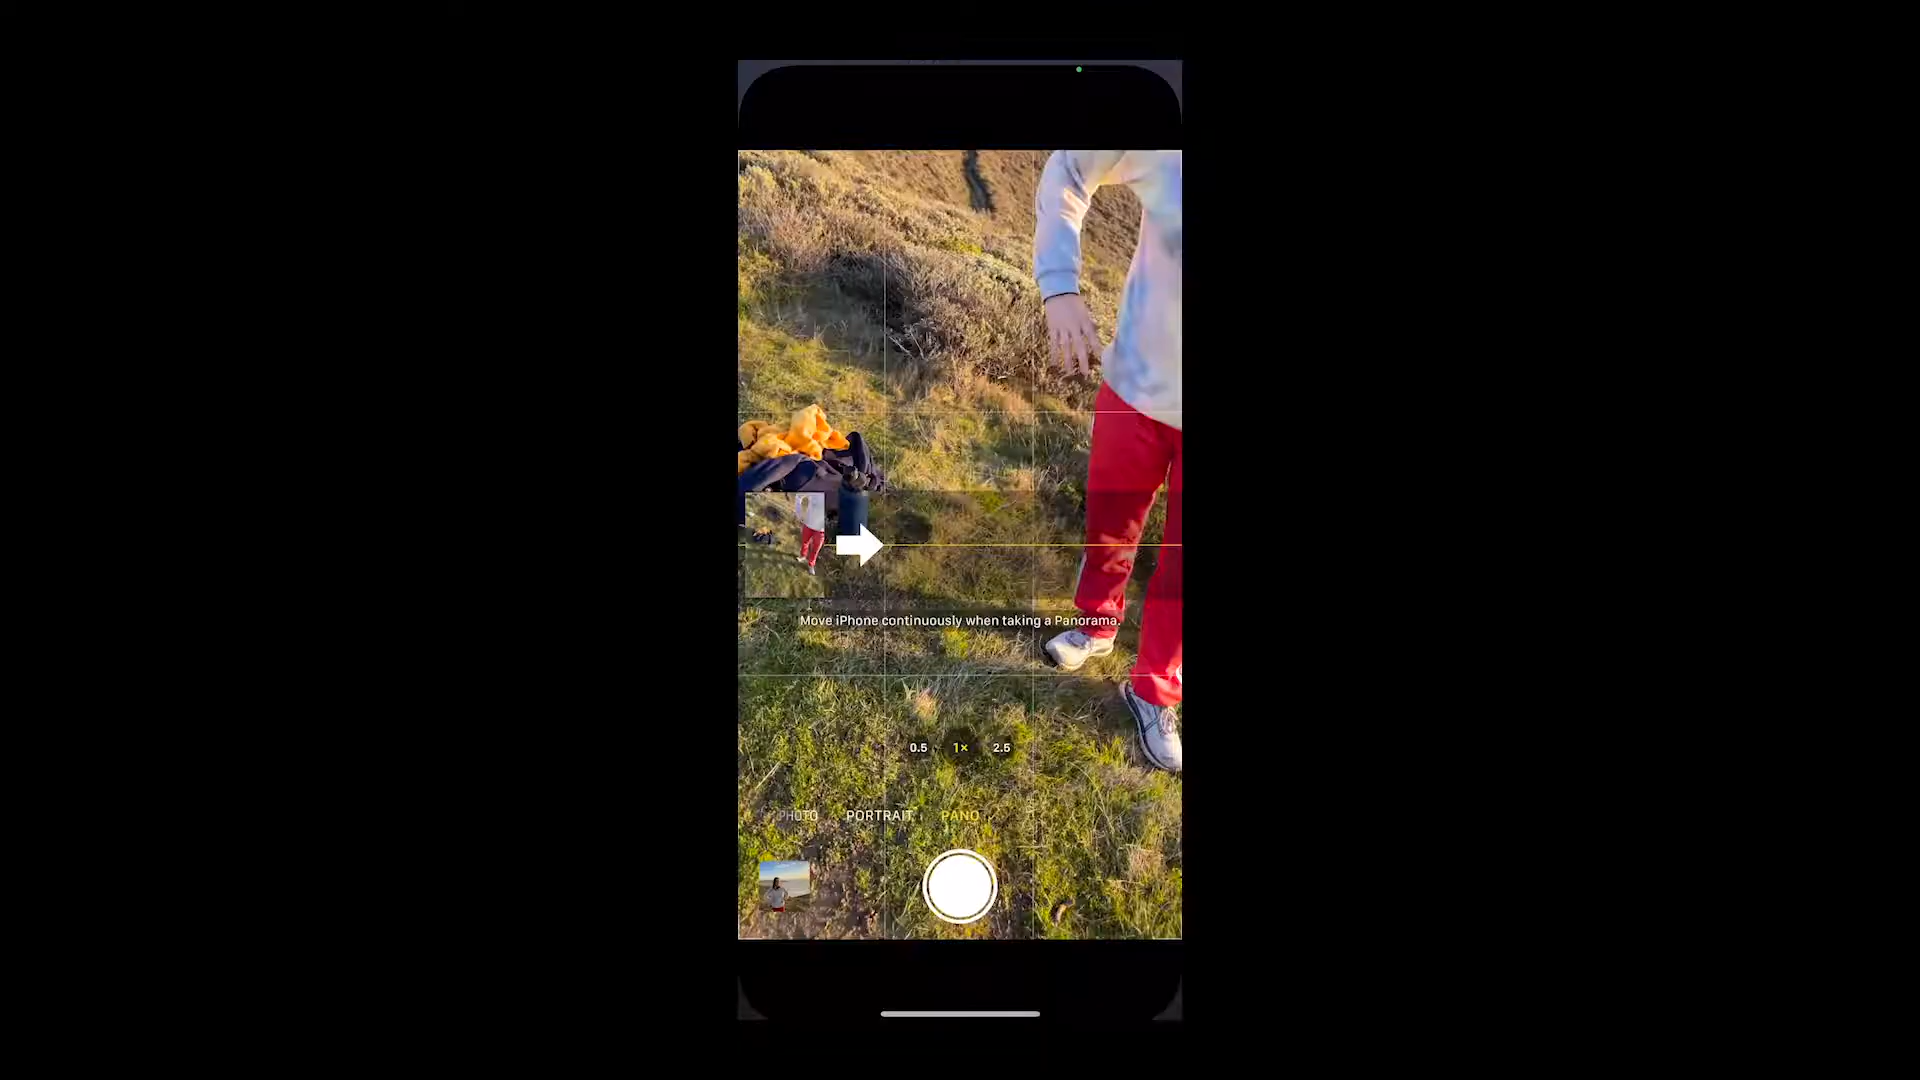 Move iPhone continuously when taking a Panorama.
0.5 1× 2.5
PHOTO PORTRAIT PANO